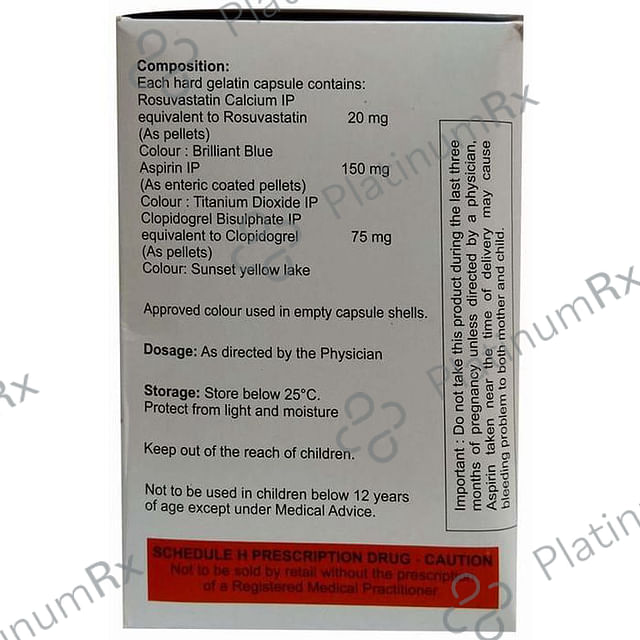 Composition:
Each hard gelatin capsule contains:
Rosuvastatin Calcium IP
equivalent to Rosuvastatin 20 mg
(As pellets)
Colour : Brilliant Blue
Aspirin IP 150 mg
(As enteric coated pellets)
Colour : Titanium Dioxide IP
Clopidogrel Bisulphate IP
equivalent to Clopidogrel 75 mg
(As pellets)
Colour: Sunset yellow lake
Approved colour used in empty capsule shells.
Dosage: As directed by the Physician
Storage: Store below 25°C.
Protect from light and moisture
Keep out of the reach of children.
Not to be used in children below 12 years
of age except under Medical Advice.
SCHEDULE H PRESCRIPTION DRUG - CAUTION
Not to be sold by retail without the prescription
of a Registered Medical Practitioner
Important : Do not take this product during the last three
months of pregnancy unless directed by a physician,
Aspirin taken near the time of delivery may cause
bleeding problem to both mother and child.
PlatinumRx
PlatinumRx